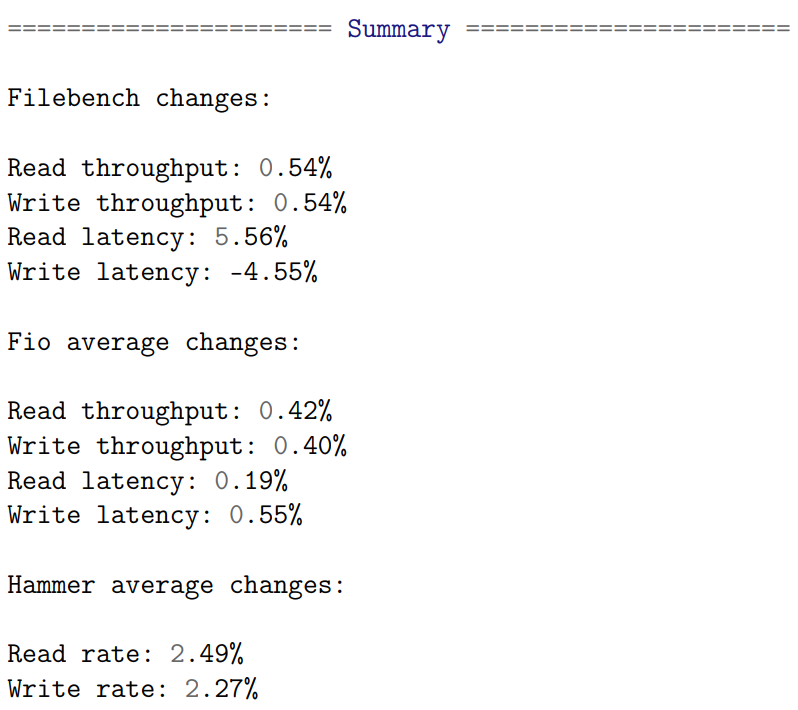 ====================== Summary ======================
Filebench changes:
Read throughput: 0.54%
Write throughput: 0.54%
Read latency: 5.56%
Write latency: -4.55%
Fio average changes:
Read throughput: 0.42%
Write throughput: 0.40%
Read latency: 0.19%
Write latency: 0.55%
Hammer average changes:
Read rate: 2.49%
Write rate: 2.27%